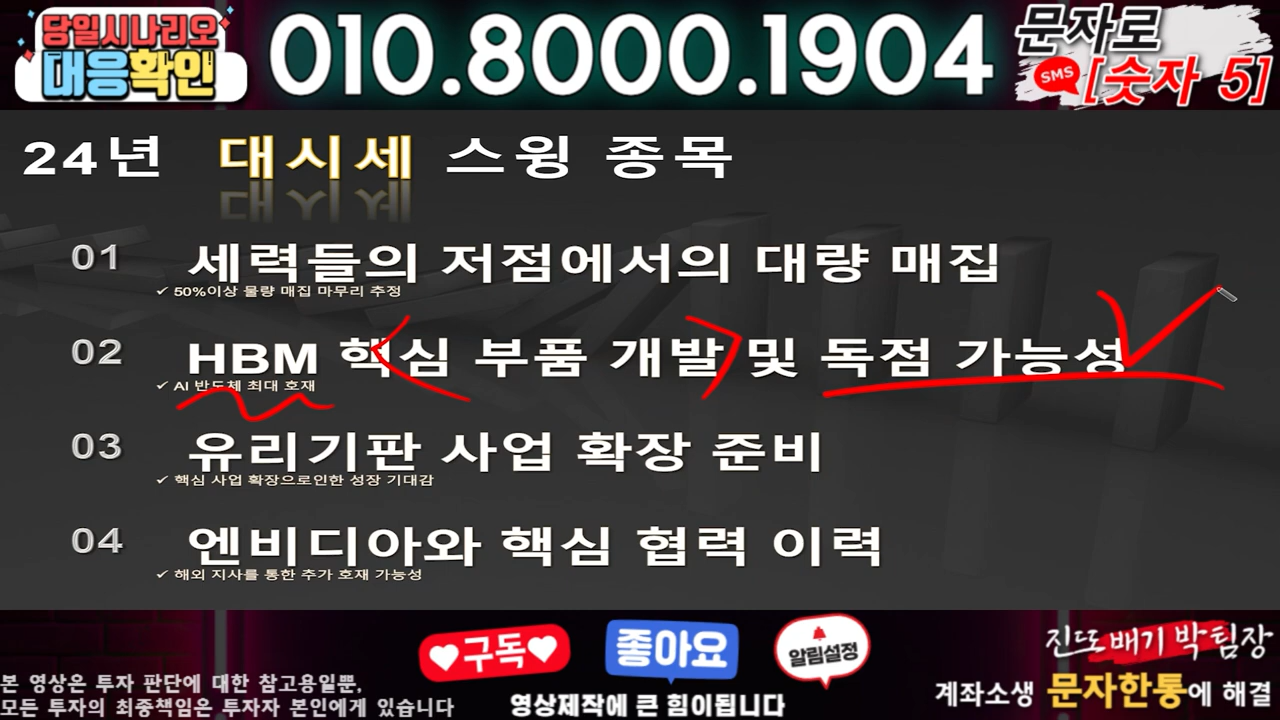 당일시나리오
대응확인
010.8000.1904
문자로
SMS [숫자 5]
24년 대시세 스윙 종목
01 세력들의 저점에서의 대량 매집
✓ 50%이상 물량 매집 마무리 추정
02 HBM 핵심 부품 개발 및 독점 가능성
✓ AI 반도체 최대 호재
03 유리기판 사업 확장 준비
✓ 핵심 사업 확장으로인한 성장 기대감
04 엔비디아와 핵심 협력 이력
✓ 해외 지사를 통한 추가 호재 가능성
구독
좋아요
알림설정
영상제작에 큰 힘이됩니다
본 영상은 투자 판단에 대한 참고용일뿐,
모든 투자의 최종책임은 투자자 본인에게 있습니다
진또배기 박팀장
계좌소생 문자한통에 해결